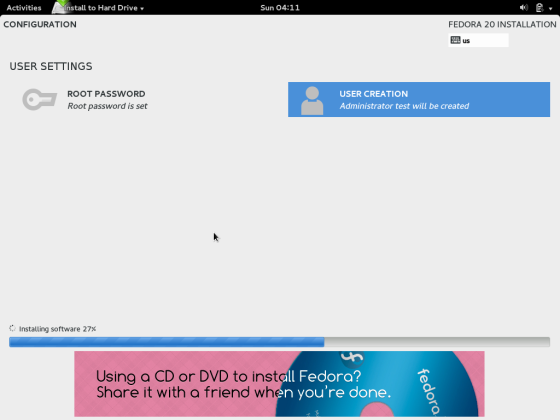 Activities
Install to Hard Drive
Sun 04:11
CONFIGURATION
FEDORA 20 INSTALLATION
us
USER SETTINGS
ROOT PASSWORD
Root password is set
USER CREATION
Administrator test will be created
Installing software 27%
Using a CD or DVD to install Fedora?
Share it with a friend when you're done.
fedora